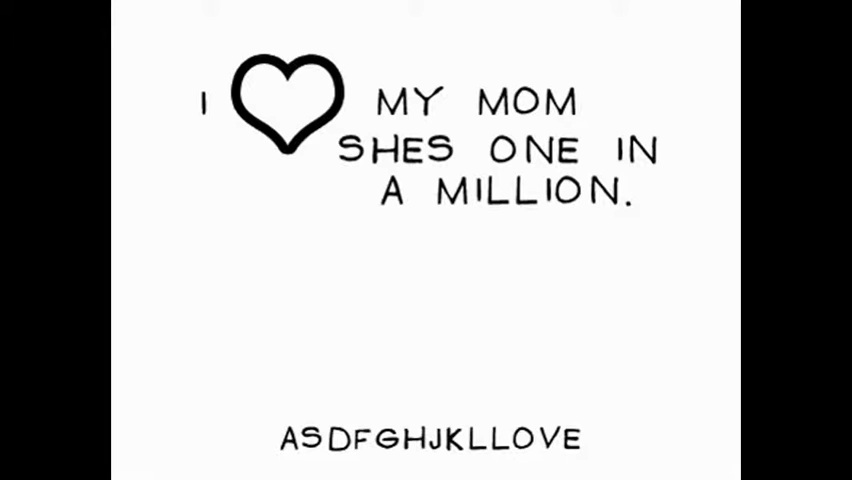 I MY MOM
SHES ONE IN
A MILLION.
ASDFGHJKLLOVE